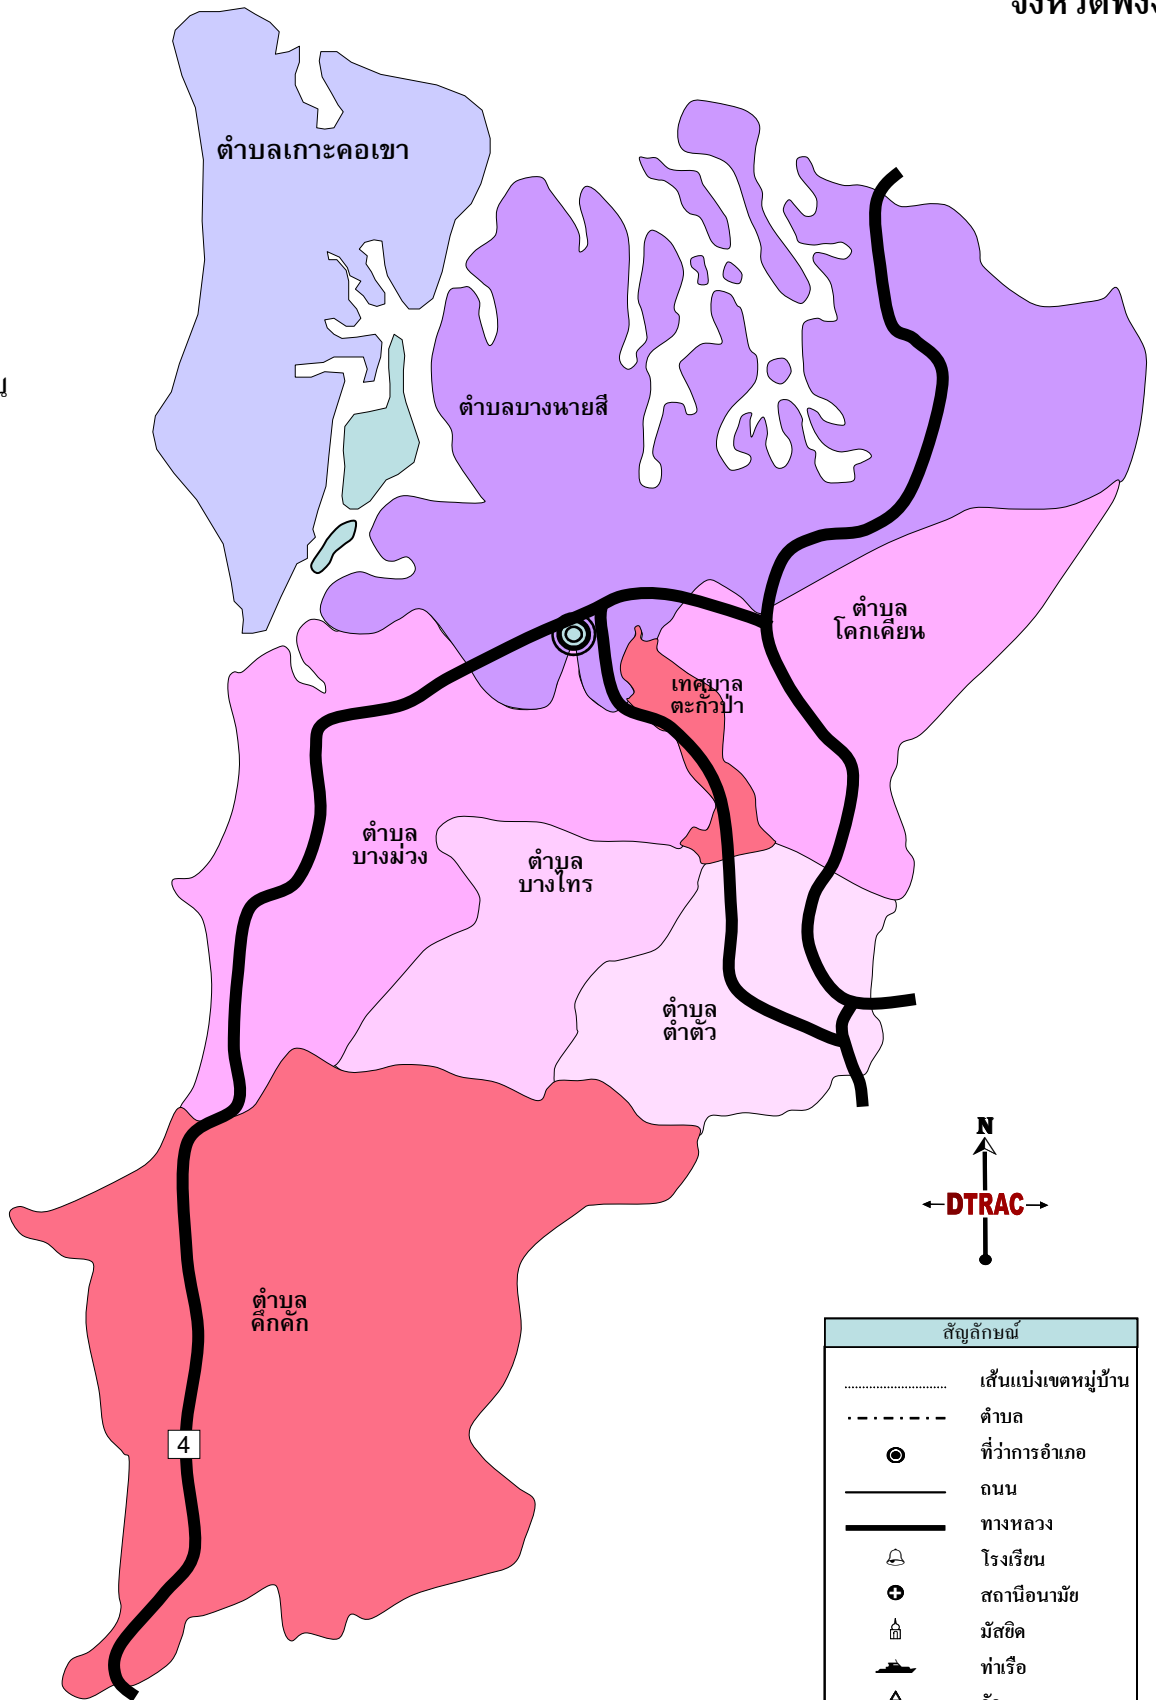 ตำบลเกาะคอเขา
ตำบลบางนายสี
ตำบล
โคกเคียน
เทศบาล
ตะกั่วป่า
ตำบล
บางม่วง
ตำบล
บางไทร
ตำบล
ตำตัว
N
DTRAC
ตำบล
คึกคัก
4
สัญลักษณ์
เส้นแบ่งเขตหมู่บ้าน
ตำบล
ที่ว่าการอำเภอ
ถนน
ทางหลวง
โรงเรียน
สถานีอนามัย
มัสยิด
ท่าเรือ